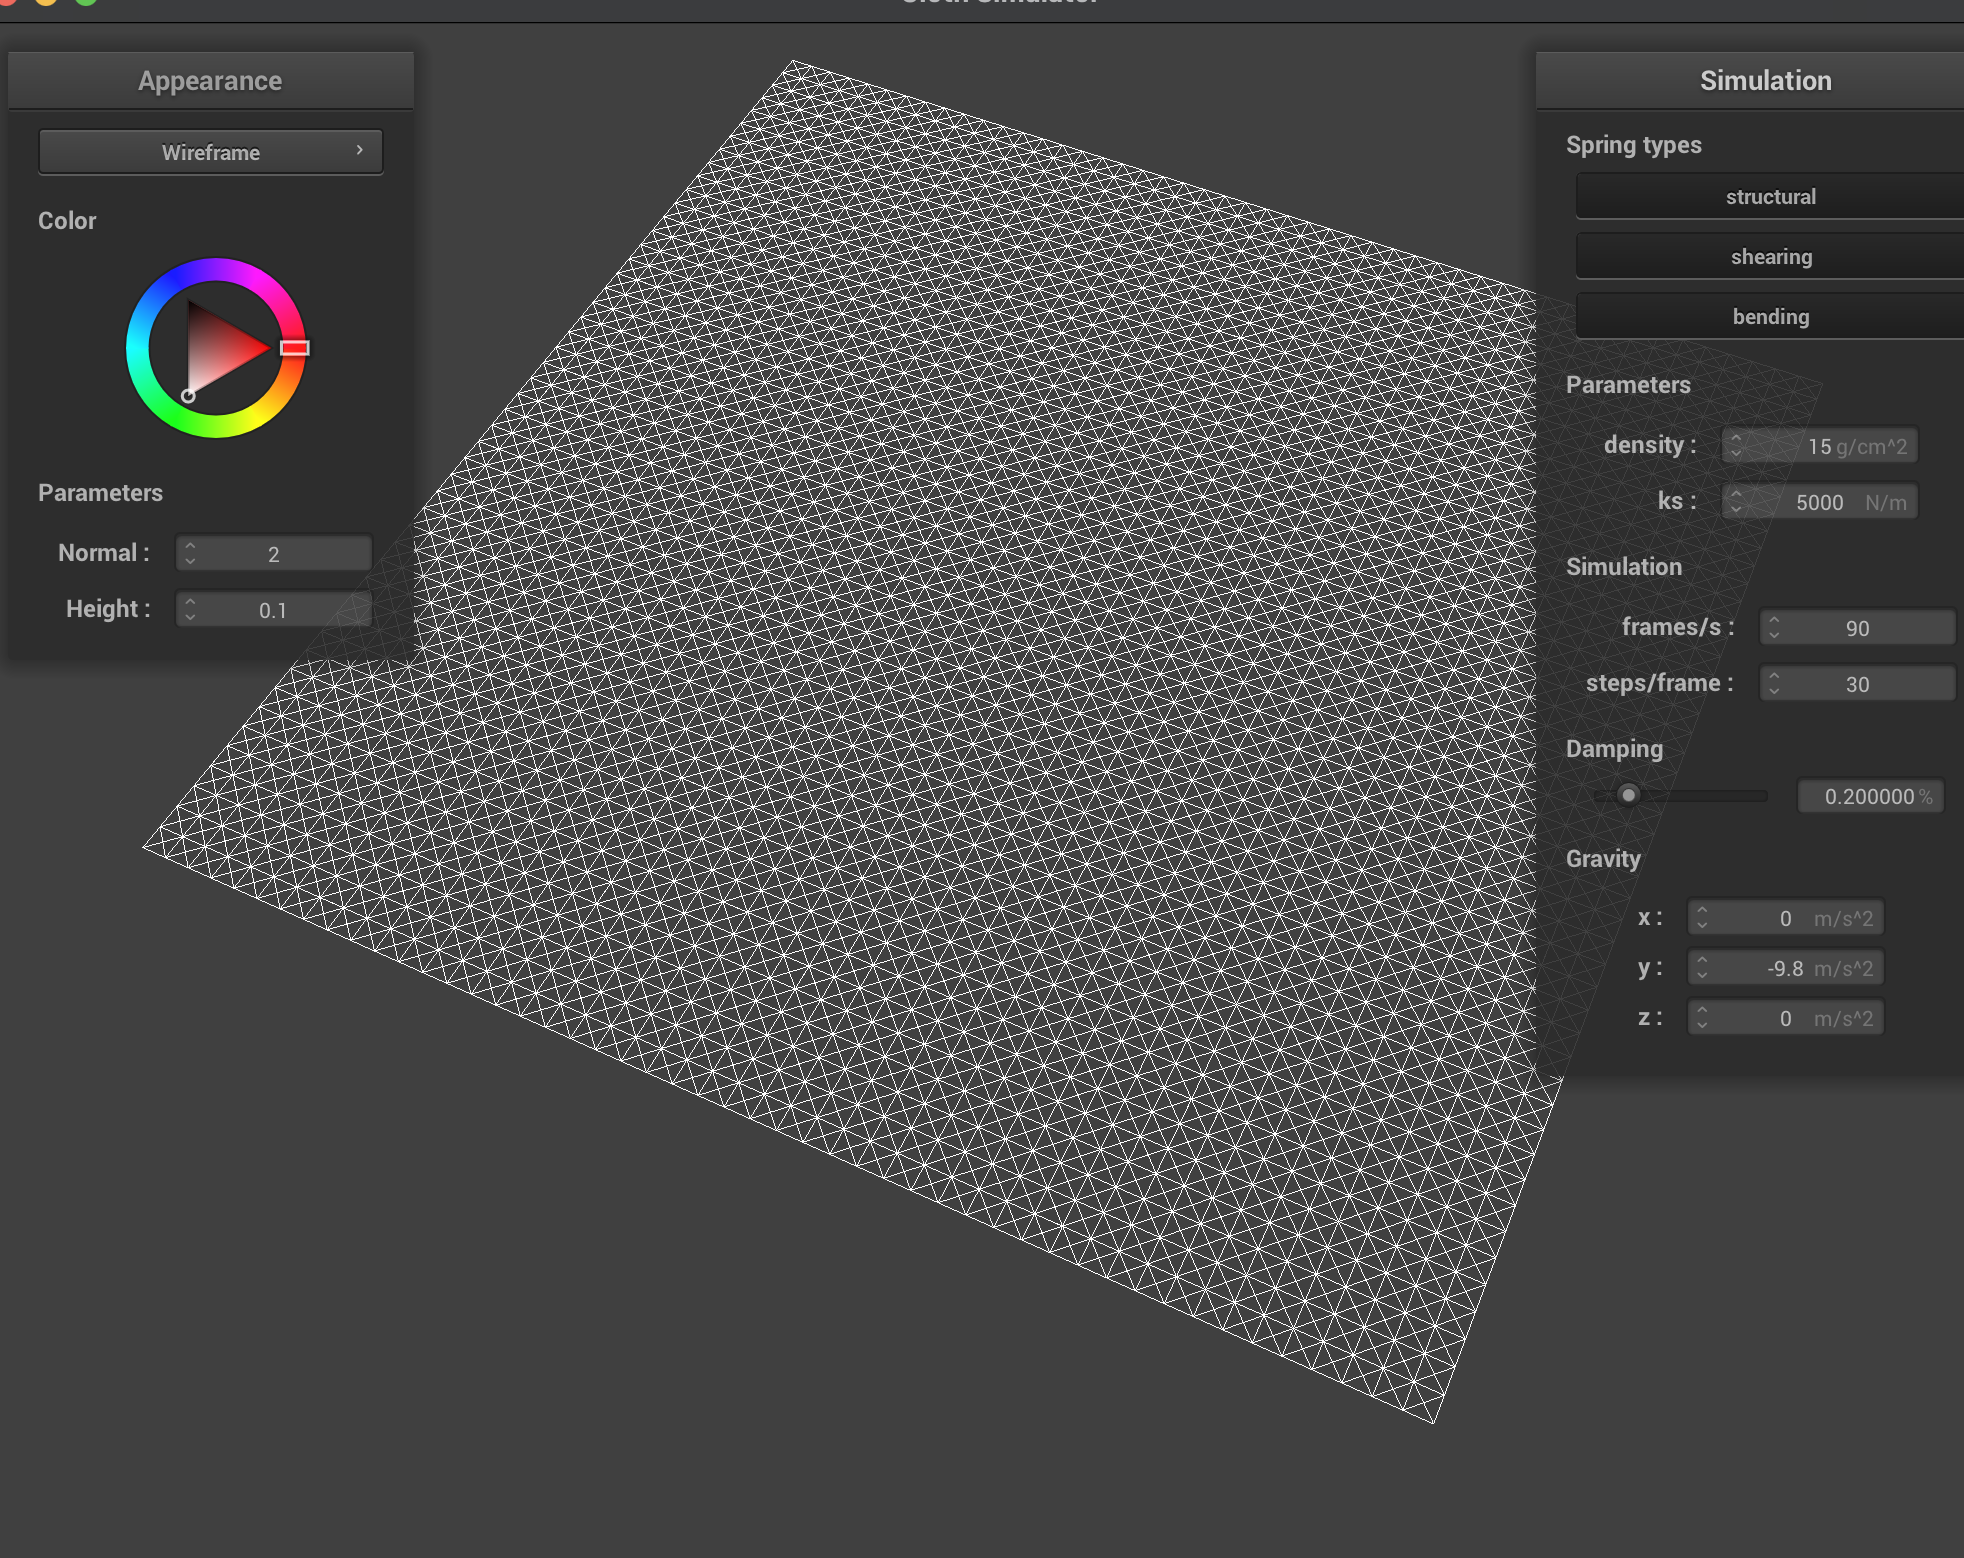 Cloth Simulator
Appearance
Wireframe
Color
Parameters
Normal : 2
Height : 0.1
Simulation
Spring types
structural
shearing
bending
Parameters
density : 15 g/cm^2
ks : 5000 N/m
Simulation
frames/s : 90
steps/frame : 30
Damping
0.200000 %
Gravity
x : 0 m/s^2
y : -9.8 m/s^2
z : 0 m/s^2